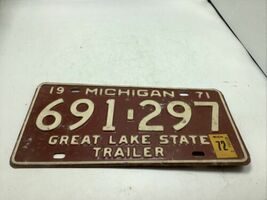 19 MICHIGAN 71
691-297
GREAT LAKE STATE
72
TRAILER